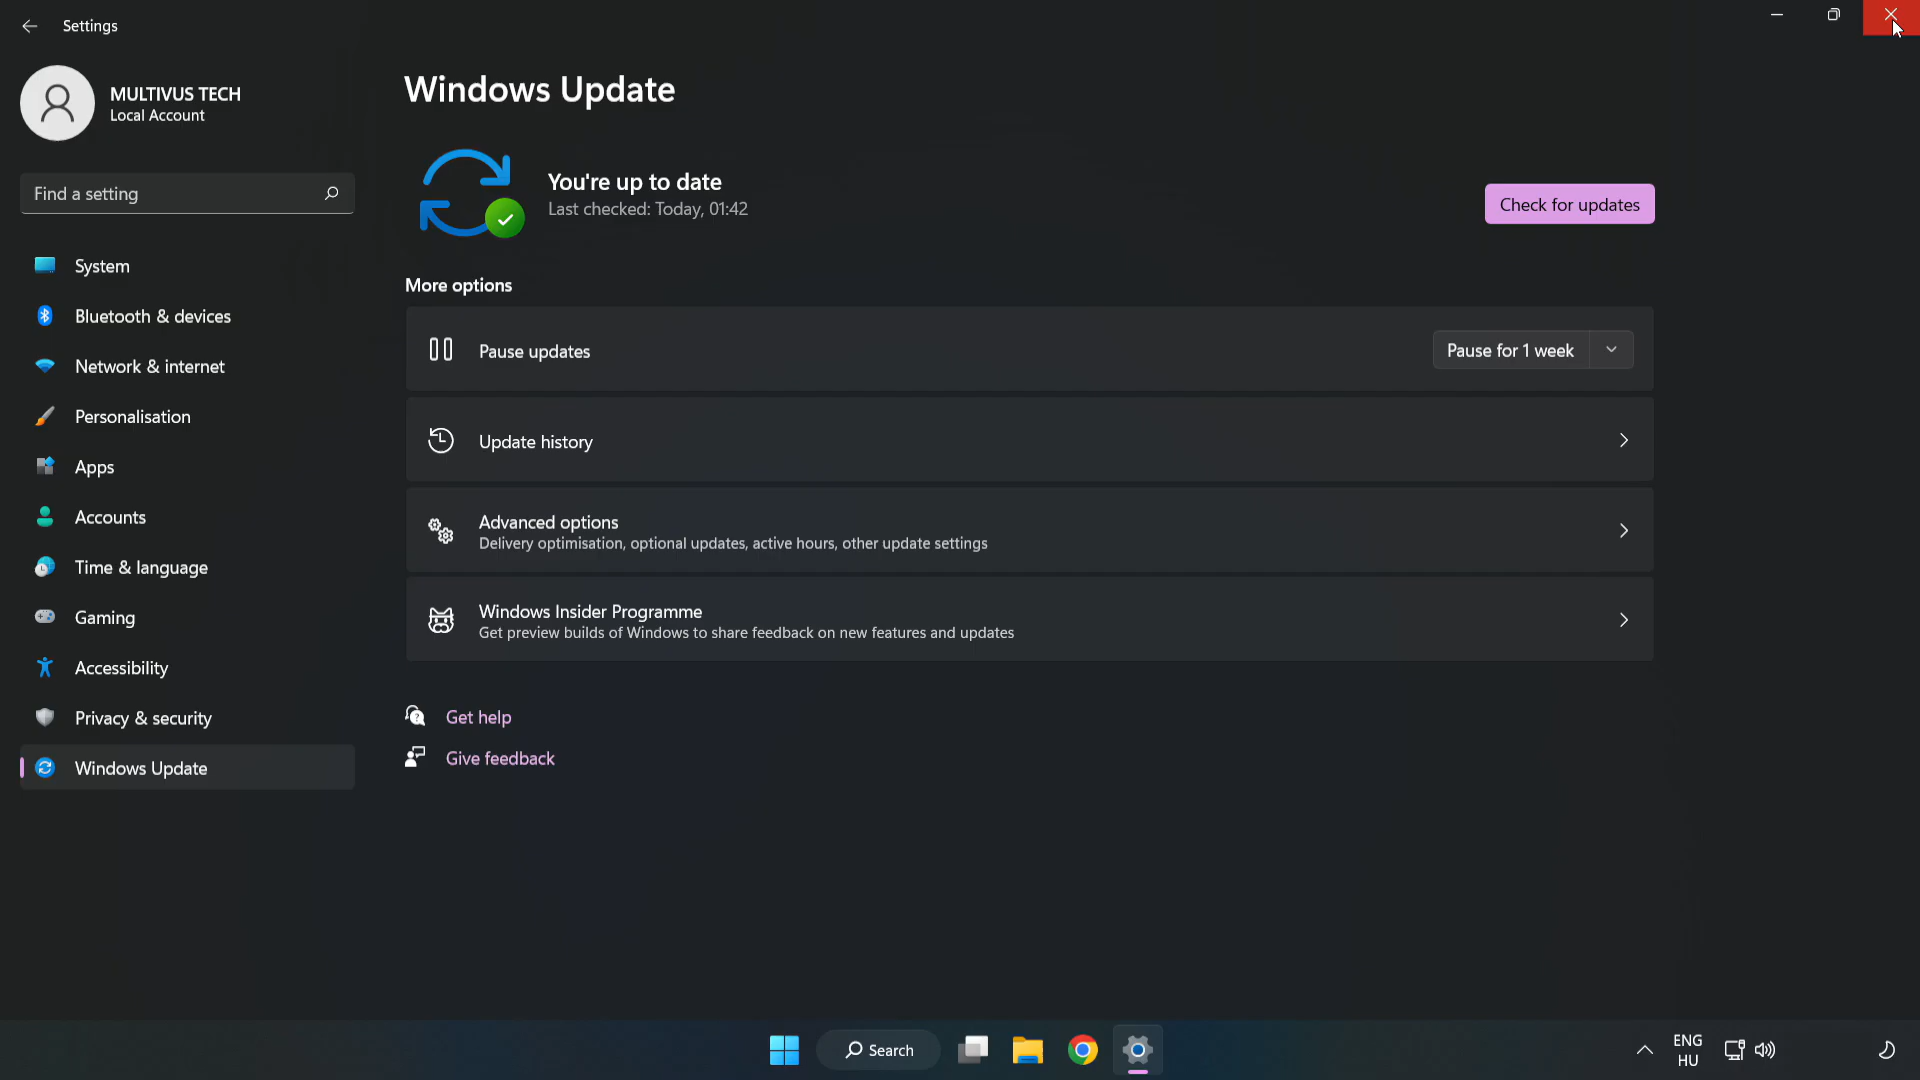 Settings
MULTIVUS TECH
Local Account
Find a setting
System
Bluetooth & devices
Network & internet
Personalisation
Apps
Accounts
Time & language
Gaming
Accessibility
Privacy & security
Windows Update
Windows Update
You're up to date
Last checked: Today, 01:42
Check for updates
More options
Pause updates
Pause for 1 week
Update history
Advanced options
Delivery optimisation, optional updates, active hours, other update settings
Windows Insider Programme
Get preview builds of Windows to share feedback on new features and updates
Get help
Give feedback
Search
ENG
HU